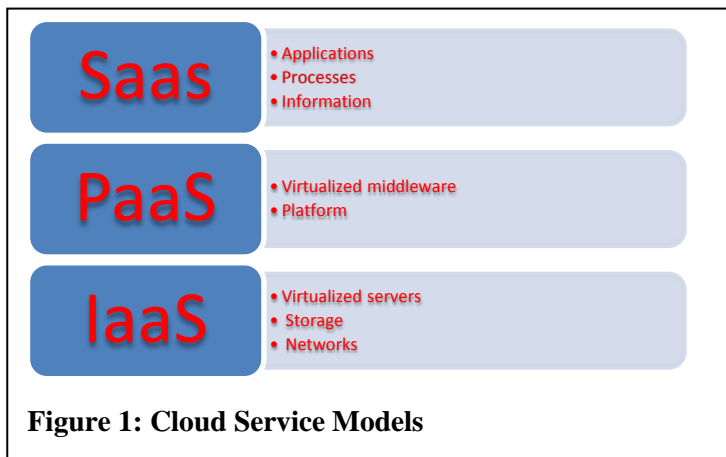 Saas
• Applications
• Processes
• Information
PaaS
• Virtualized middleware
• Platform
IaaS
• Virtualized servers
• Storage
• Networks
Figure 1: Cloud Service Models